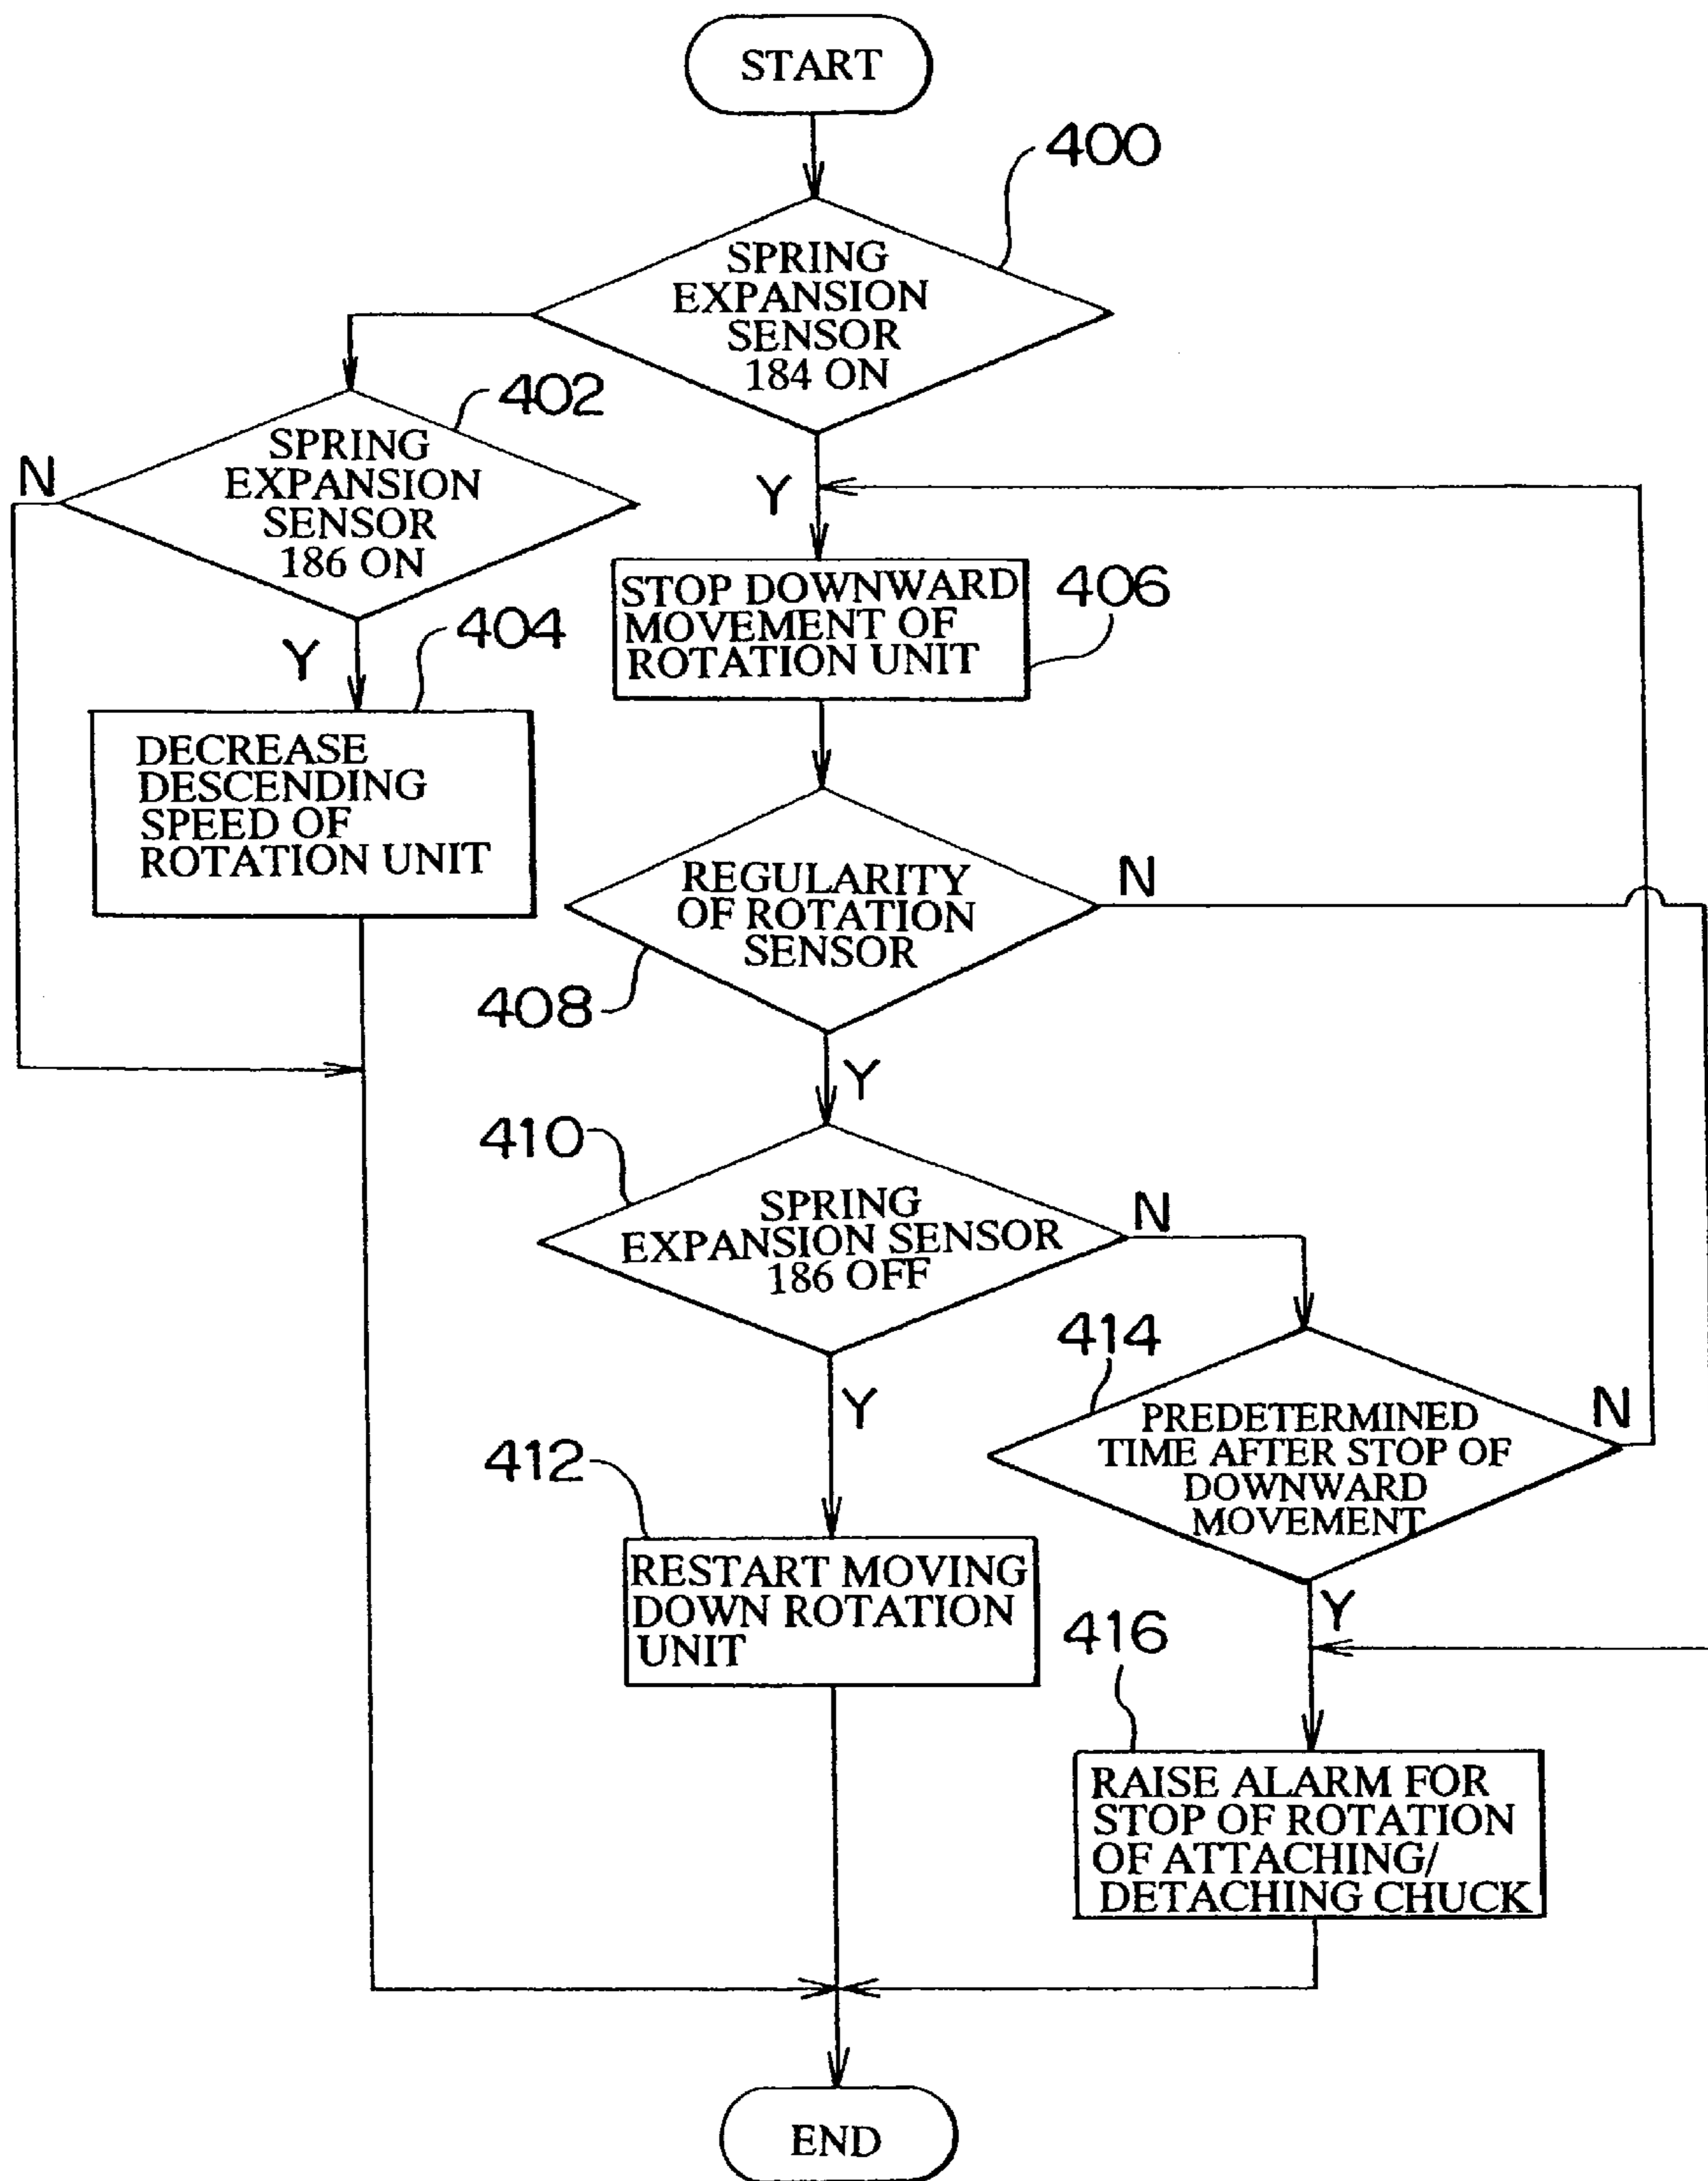 START
400
SPRING
EXPANSION
SENSOR
184 ON
402
SPRING
EXPANSION
SENSOR
186 ON
N
Y
Y
404
DECREASE
DESCENDING
SPEED OF
ROTATION UNIT
STOP DOWNWARD
MOVEMENT OF
ROTATION UNIT
406
REGULARITY
OF ROTATION
SENSOR
N
408
Y
410
SPRING
EXPANSION SENSOR
186 OFF
N
Y
414
PREDETERMINED
TIME AFTER STOP OF
DOWNWARD
MOVEMENT
N
Y
412
RESTART MOVING
DOWN ROTATION
UNIT
416
RAISE ALARM FOR
STOP OF ROTATION
OF ATTACHING/
DETACHING CHUCK
END